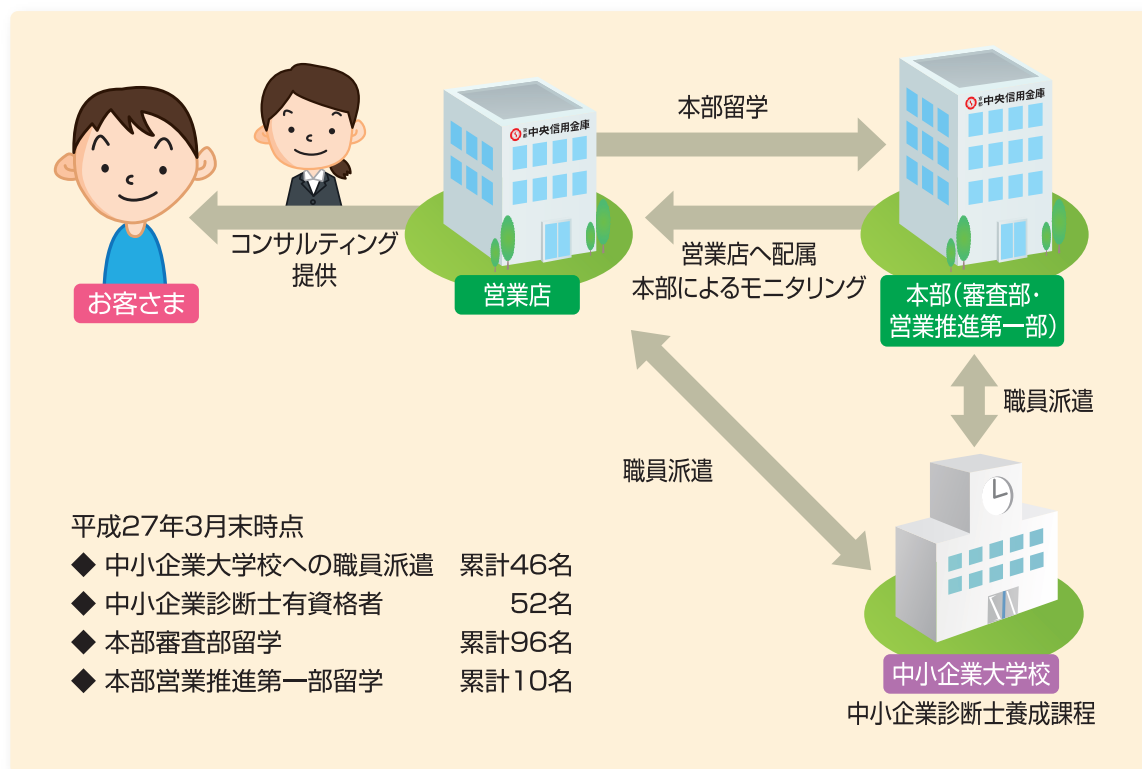 京都中央信用金庫
京都中央信用金庫
本部留学
コンサルティング
提供
営業店へ配属
本部によるモニタリング
お客さま
営業店
本部（審査部・
営業推進第一部）
職員派遣
職員派遣
平成27年3月末時点
◆ 中小企業大学校への職員派遣　累計46名
◆ 中小企業診断士有資格者　52名
◆ 本部審査部留学　累計96名
◆ 本部営業推進第一部留学　累計10名
中小企業大学校
中小企業診断士養成課程